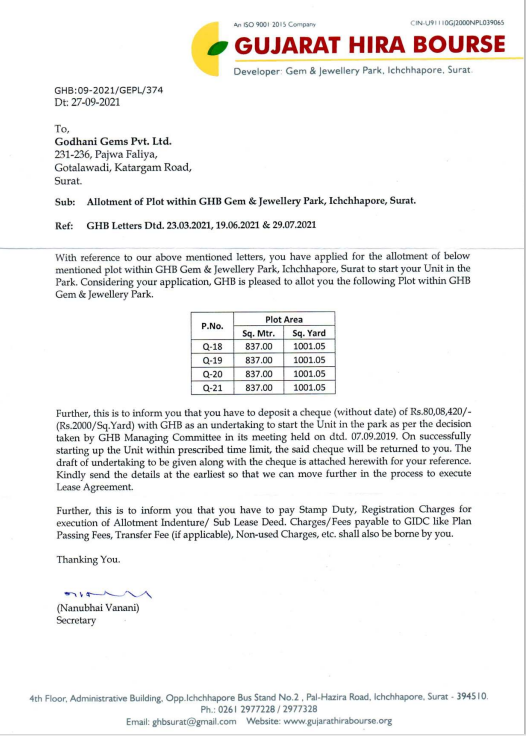 An ISO 9001 2015 Company
CIN-U91110GJ2000NPL039065
GUJARAT HIRA BOURSE
Developer: Gem & Jewellery Park, Ichchhapore, Surat.
GHB:09-2021/GEPL/374
Dt: 27-09-2021
To,
Godhani Gems Pvt. Ltd.
231-236, Pajwa Faliya,
Gotalawadi, Katargam Road,
Surat.
Sub: Allotment of Plot within GHB Gem & Jewellery Park, Ichchhapore, Surat.
Ref: GHB Letters Dtd. 23.03.2021, 19.06.2021 & 29.07.2021
With reference to our above mentioned letters, you have applied for the allotment of below
mentioned plot within GHB Gem & Jewellery Park, Ichchhapore, Surat to start your Unit in the
Park. Considering your application, GHB is pleased to allot you the following Plot within GHB
Gem & Jewellery Park.
P.No. Plot Area
Sq. Mtr. Sq. Yard
Q-18 837.00 1001.05
Q-19 837.00 1001.05
Q-20 837.00 1001.05
Q-21 837.00 1001.05
Further, this is to inform you that you have to deposit a cheque (without date) of Rs.80,08,420/-
(Rs.2000/Sq.Yard) with GHB as an undertaking to start the Unit in the park as per the decision
taken by GHB Managing Committee in its meeting held on dtd. 07.09.2019. On successfully
starting up the Unit within prescribed time limit, the said cheque will be returned to you. The
draft of undertaking to be given along with the cheque is attached herewith for your reference.
Kindly send the details at the earliest so that we can move further in the process to execute
Lease Agreement.
Further, this is to inform you that you have to pay Stamp Duty, Registration Charges for
execution of Allotment Indenture/ Sub Lease Deed. Charges/Fees payable to GIDC like Plan
Passing Fees, Transfer Fee (if applicable), Non-used Charges, etc. shall also be borne by you.
Thanking You.
(Nanubhai Vanani)
Secretary
4th Floor, Administrative Building, Opp.Ichchhapore Bus Stand No.2 , Pal-Hazira Road, Ichchhapore, Surat - 394510.
Ph.: 0261 2977228 / 2977328
Email: ghbsurat@gmail.com Website: www.gujarathirabourse.org